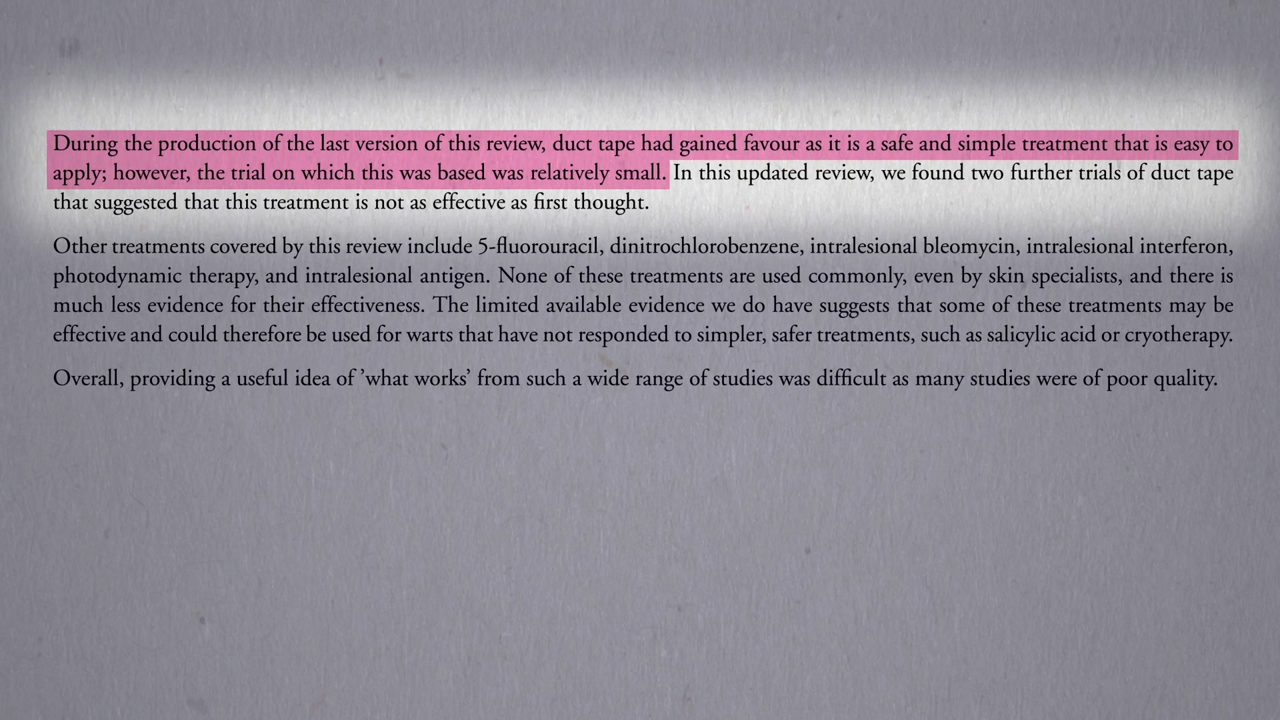 During the production of the last version of this review, duct tape had gained favour as it is a safe and simple treatment that is easy to
apply; however, the trial on which this was based was relatively small. In this updated review, we found two further trials of duct tape
that suggested that this treatment is not as effective as first thought.
Other treatments covered by this review include 5-fluorouracil, dinitrochlorobenzene, intralesional bleomycin, intralesional interferon,
photodynamic therapy, and intralesional antigen. None of these treatments are used commonly, even by skin specialists, and there is
much less evidence for their effectiveness. The limited available evidence we do have suggests that some of these treatments may be
effective and could therefore be used for warts that have not responded to simpler, safer treatments, such as salicylic acid or cryotherapy.
Overall, providing a useful idea of ’what works’ from such a wide range of studies was difficult as many studies were of poor quality.